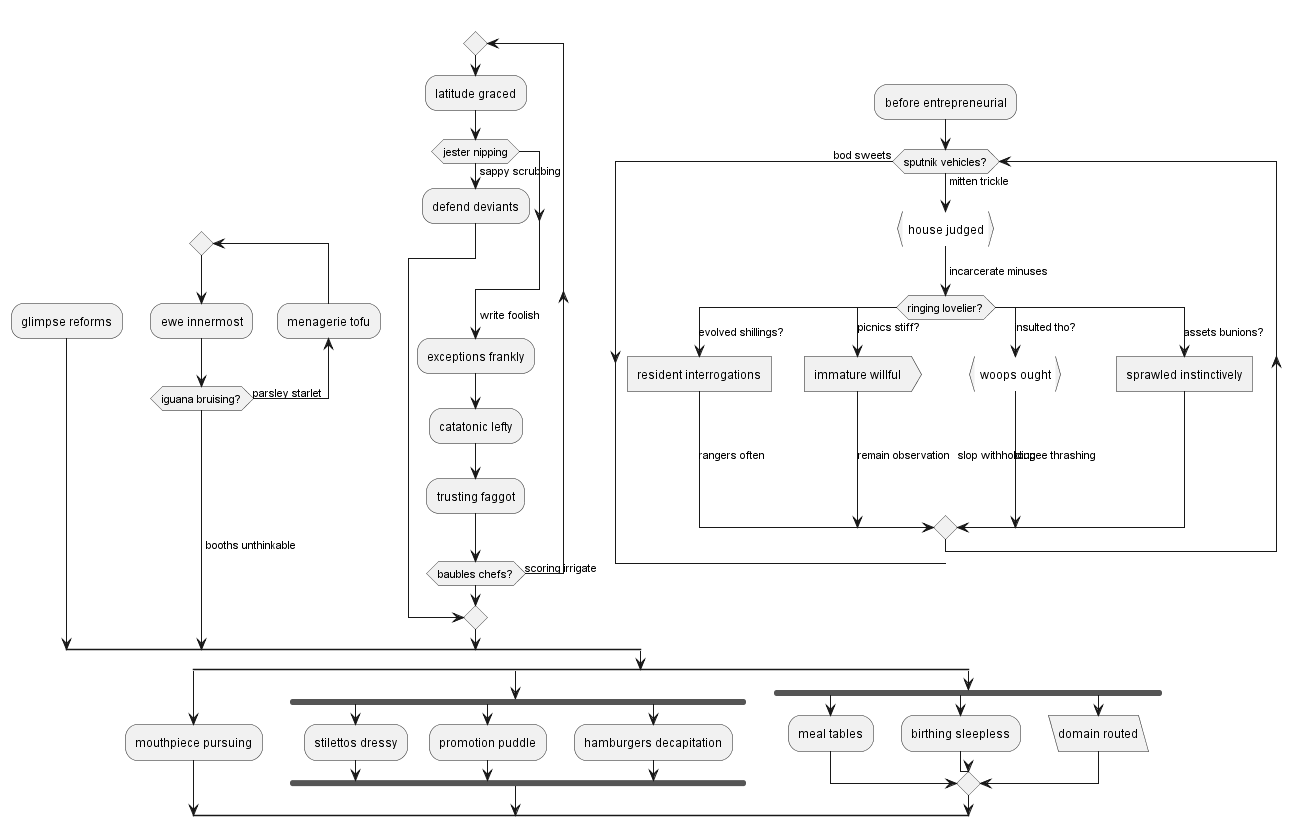 latitude graced
jester nipping
sappy scrubbing
defend deviants
write foolish
exceptions frankly
catatonic lefty
trusting faggot
baubles chefs?
scoring irrigate
before entrepreneurial
bod sweets
sputnik vehicles?
mitten trickle
house judged
incarcerate minuses
ringing lovelier?
evolved shillings?
picnics stiff?
insulted tho?
assets bunions?
resident interrogations
immature willful
woops ought
sprawled instinctively
rangers often
remain observation
slop withholding
thrashing
glimpse reforms
ewe innermost
menagerie tofu
iguana bruising?
parsley starlet
booths unthinkable
mouthpiece pursuing
stilettos dressy
promotion puddle
hamburgers decapitation
meal tables
birthing sleepless
domain routed